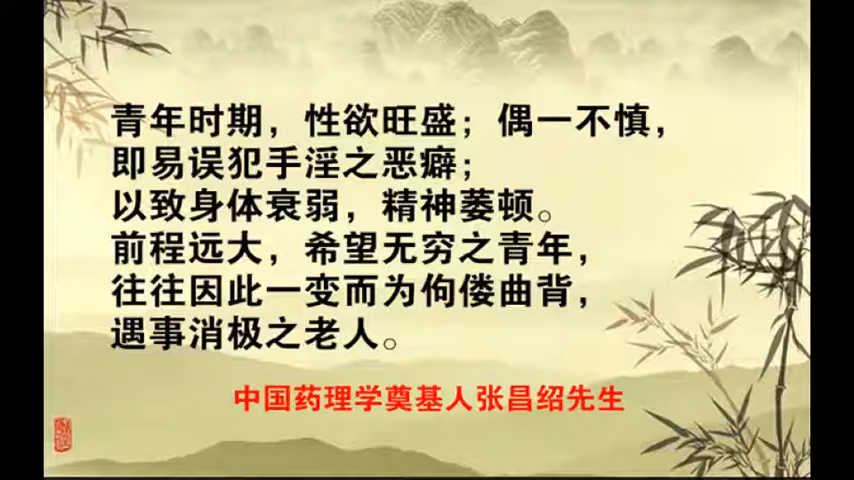 青年时期，性欲旺盛；偶一不慎，
即易误犯手淫之恶癖；
以致身体衰弱，精神萎顿。
前程远大，希望无穷之青年，
往往因此一变而为佝偻曲背，
遇事消极之老人。
中国药理学奠基人张昌绍先生